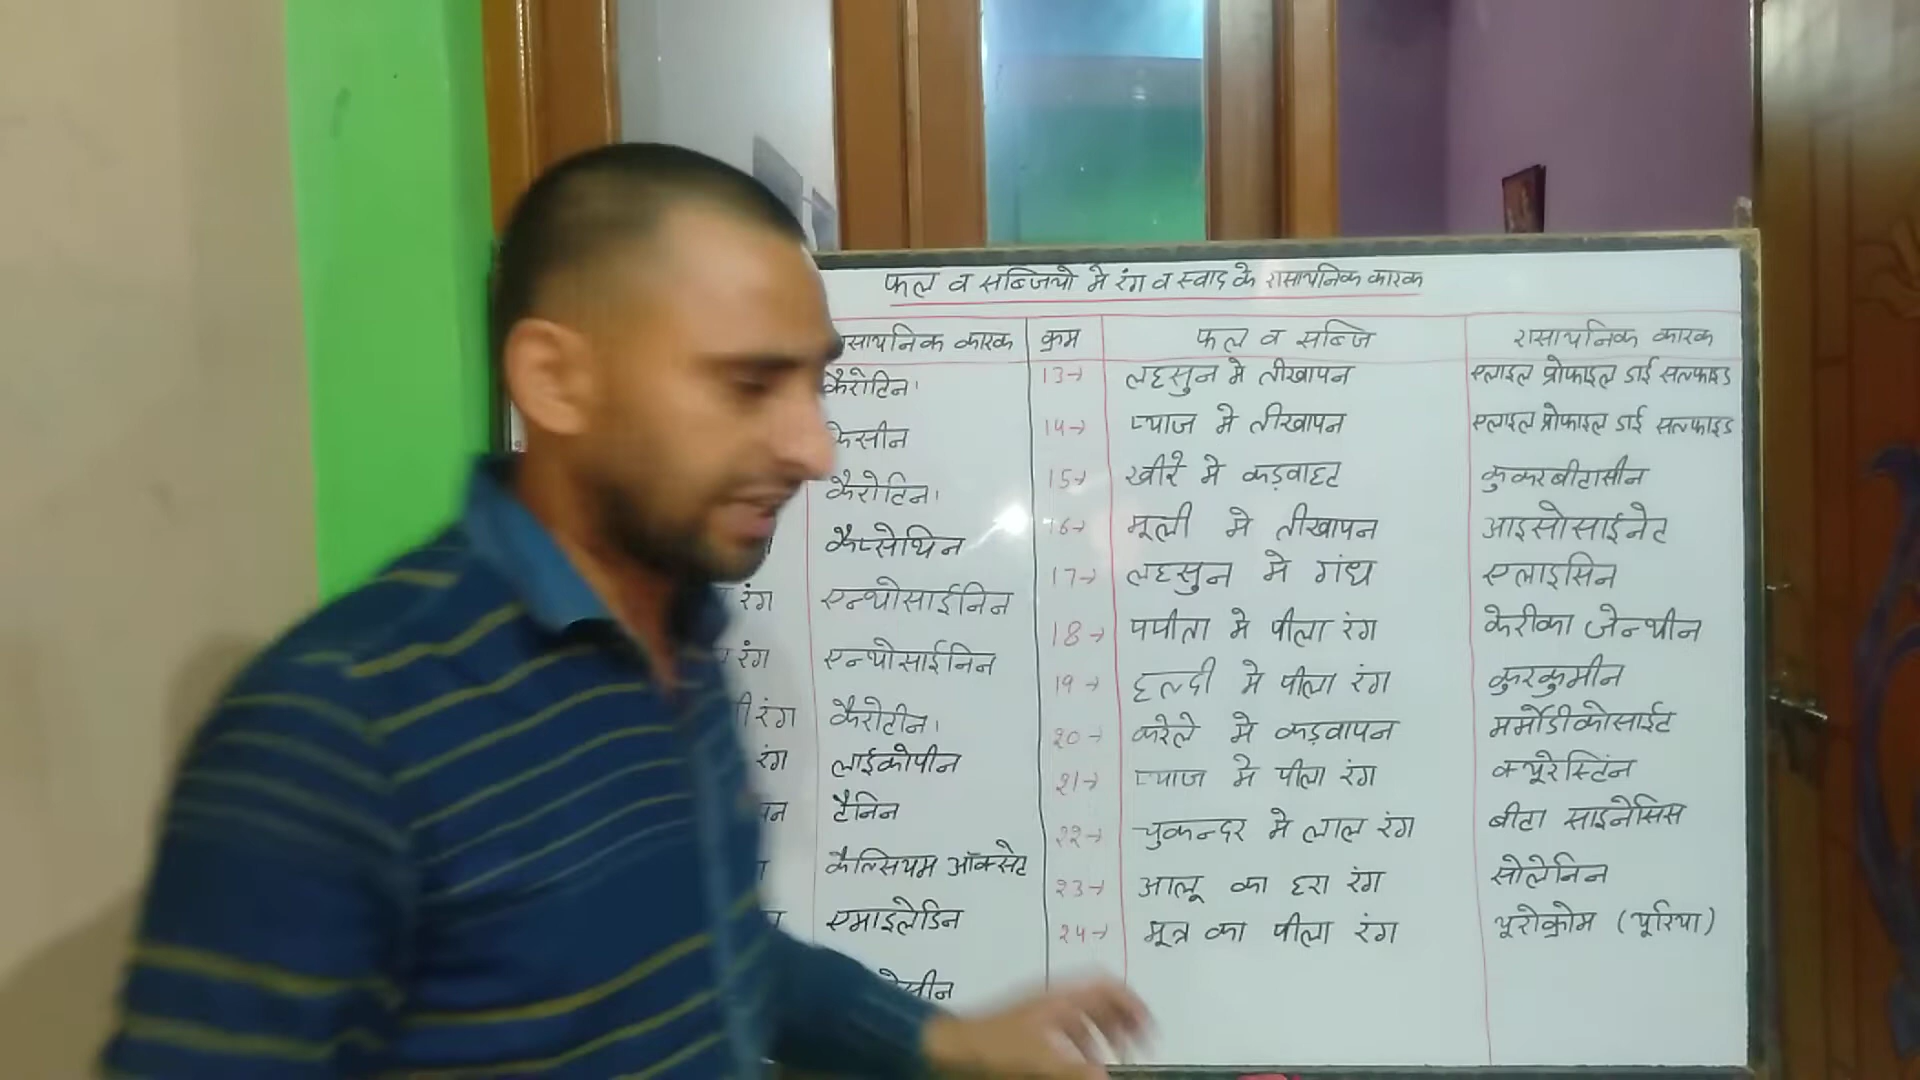 फल व सब्जियो मे रंग व स्वाद के रासायनिक कारक
कारक क्रम फल व सब्जि रासायनिक कारक
कैरोटिन। 13→ लहसुन मे तीखापन एलाइल प्रोफाइल डाई सल्फाइड
14→ प्याज मे तीखापन एलाइल प्रोफाइल डाई सल्फाइड
कैरोटिन। 15→ खीरे मे कड़वाहट कुकरबीटासीन
कैप्सेथिन 16→ मूली मे तीखापन आइसोसाईनेट
रंग एन्थोसाईनिन 17→ लहसुन मे गंध एलाइसिन
रंग एन्थोसाईनिन 18→ पपीता मे पीला रंग केरीका जेन्थीन
रंग कैरोटीन। 19→ हल्दी मे पीला रंग कुरकुमीन
रंग लाईकोपीन 20→ करेले मे कड़वापन मर्मोडीकोसाईट
टैनिन 21→ प्याज मे पीला रंग क्यूरेस्टिन
कैल्सियम ऑक्सेट 22→ चुकन्दर मे लाल रंग बीटा साइनेसिस
एमाइलेडिन 23→ आलू का हरा रंग सोलेनिन
24→ मूत्र का पीला रंग यूरोक्रोम (यूरिया)